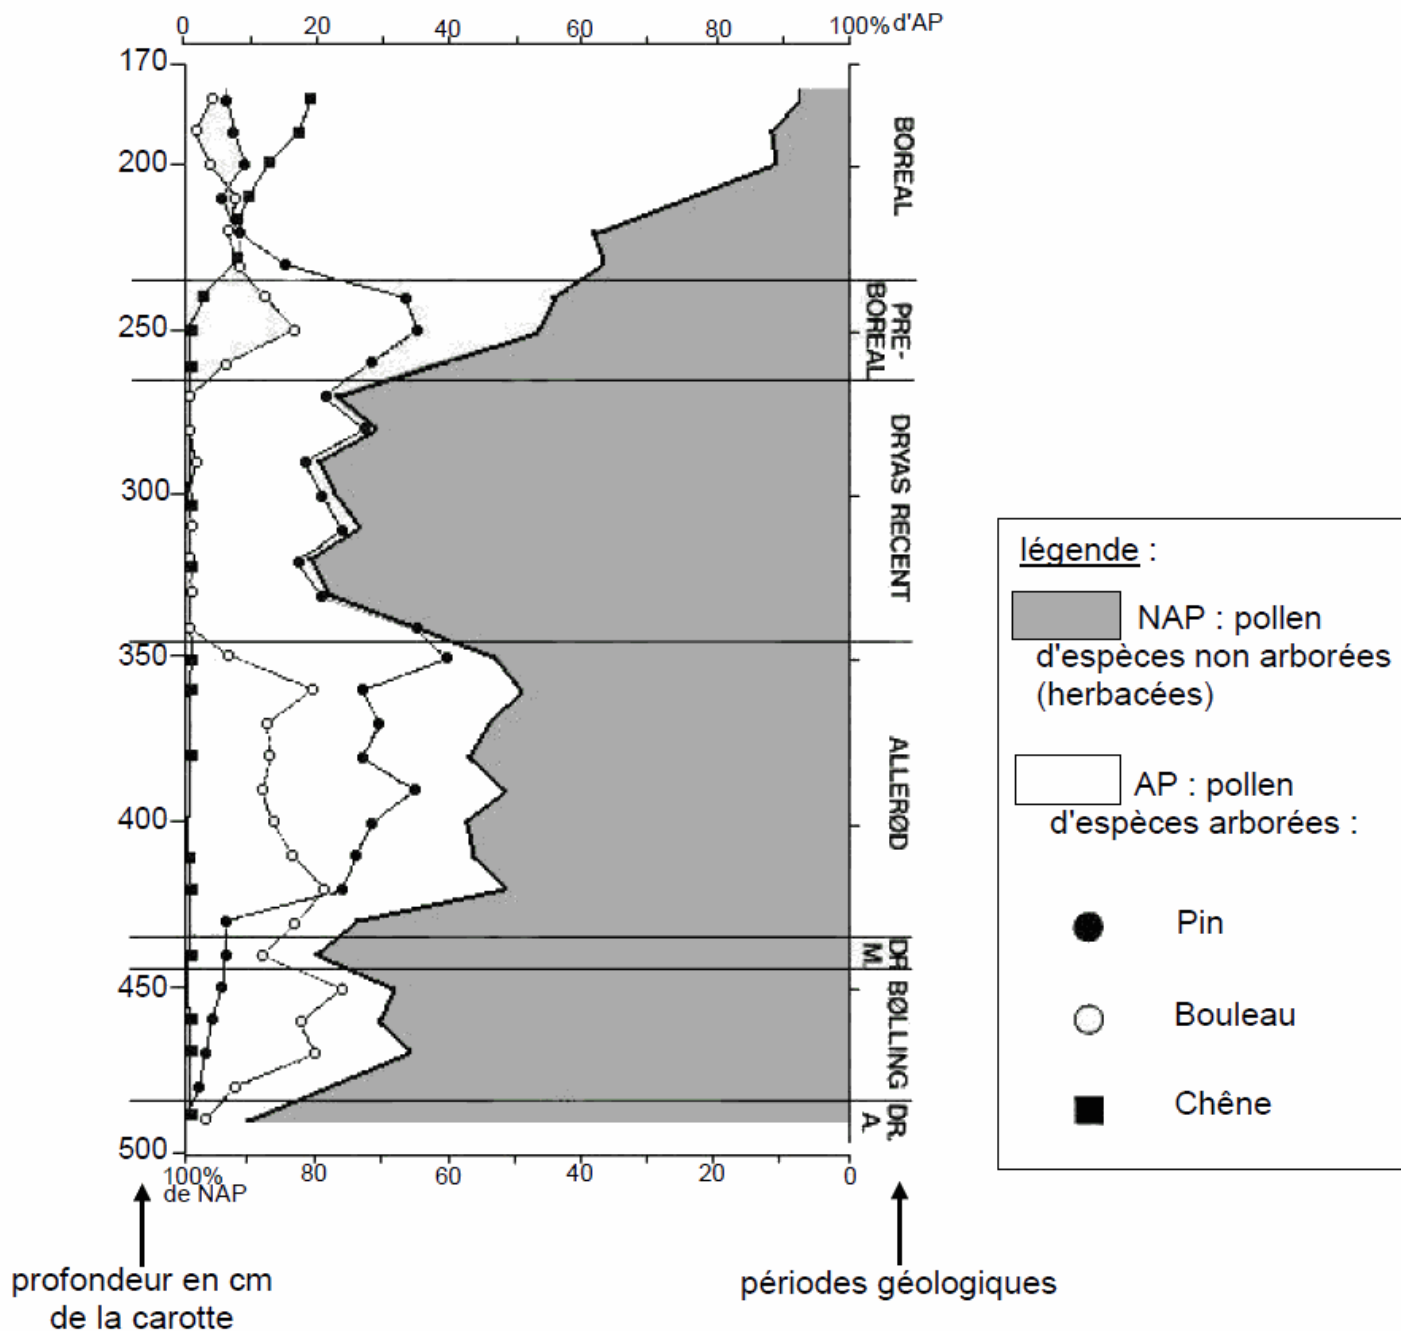 0 20 40 60 80 100% d'AP
170
200
250
300
350
400
450
500
BOREAL
PRE-
BOREAL
DRYAS RECENT
ALLERØD
DR
M.
BØLLING
DR.
A.
100% 80 60 40 20 0
de NAP
profondeur en cm
de la carotte
périodes géologiques
légende :
NAP : pollen
d'espèces non arborées
(herbacées)
AP : pollen
d'espèces arborées :
Pin
Bouleau
Chêne